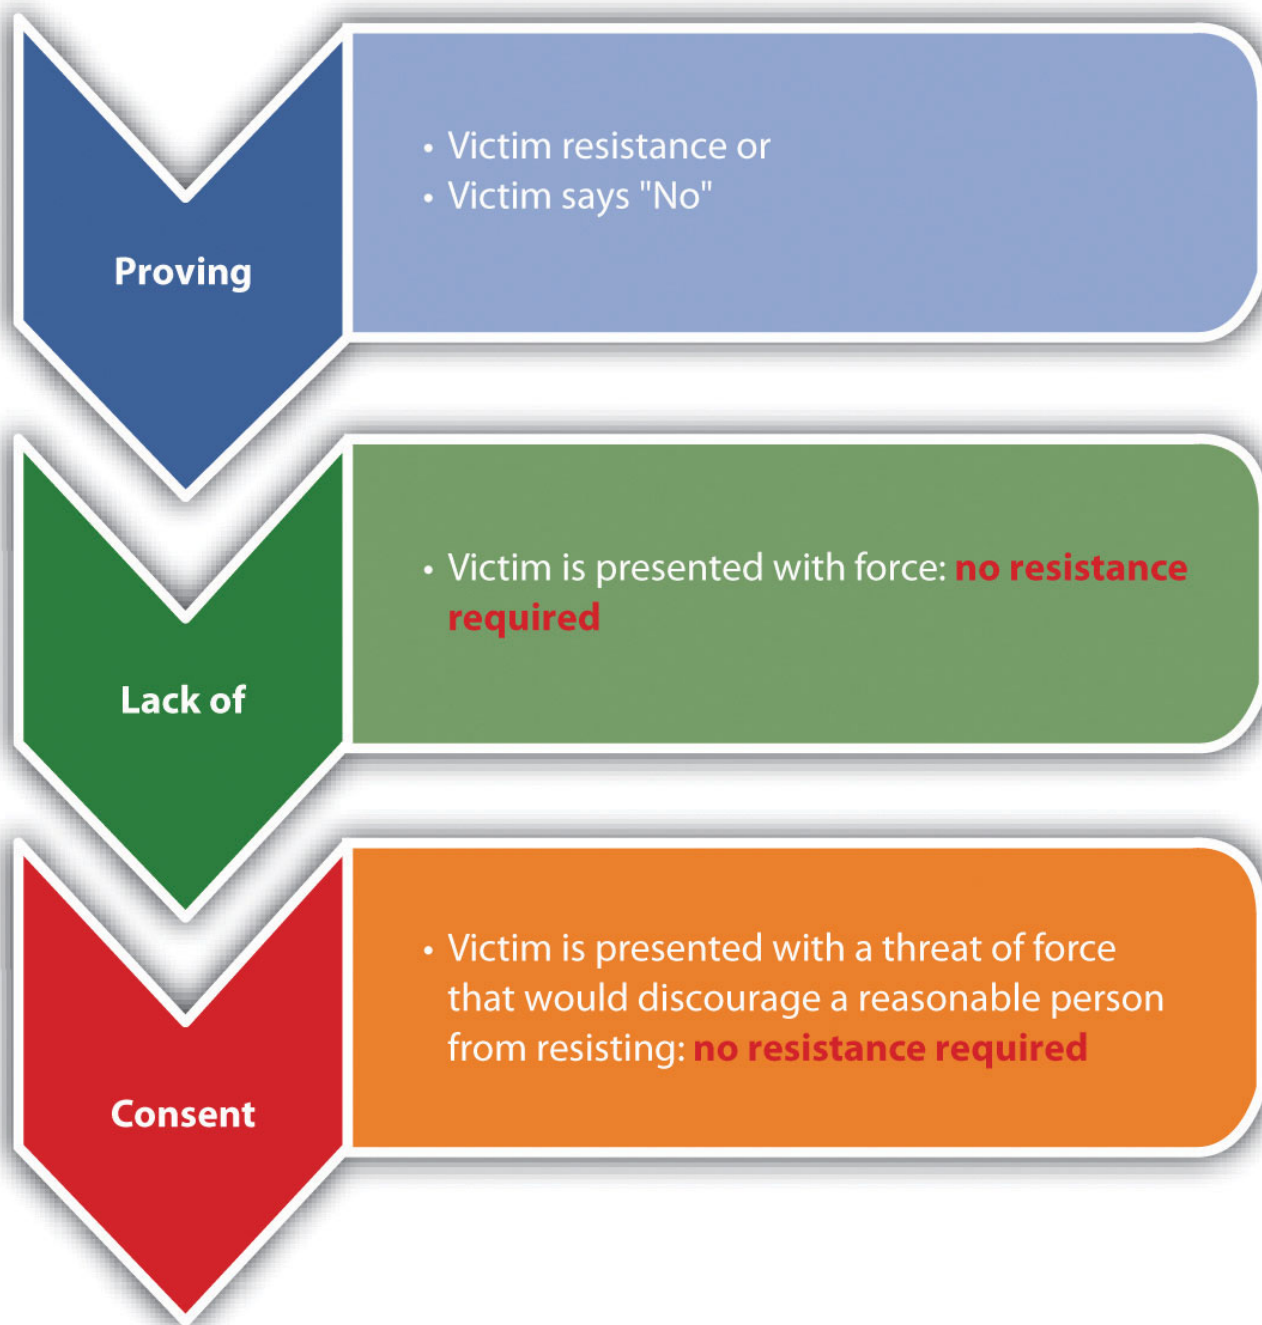 Proving
• Victim resistance or
• Victim says "No"
Lack of
• Victim is presented with force: no resistance
required
Consent
• Victim is presented with a threat of force
that would discourage a reasonable person
from resisting: no resistance required